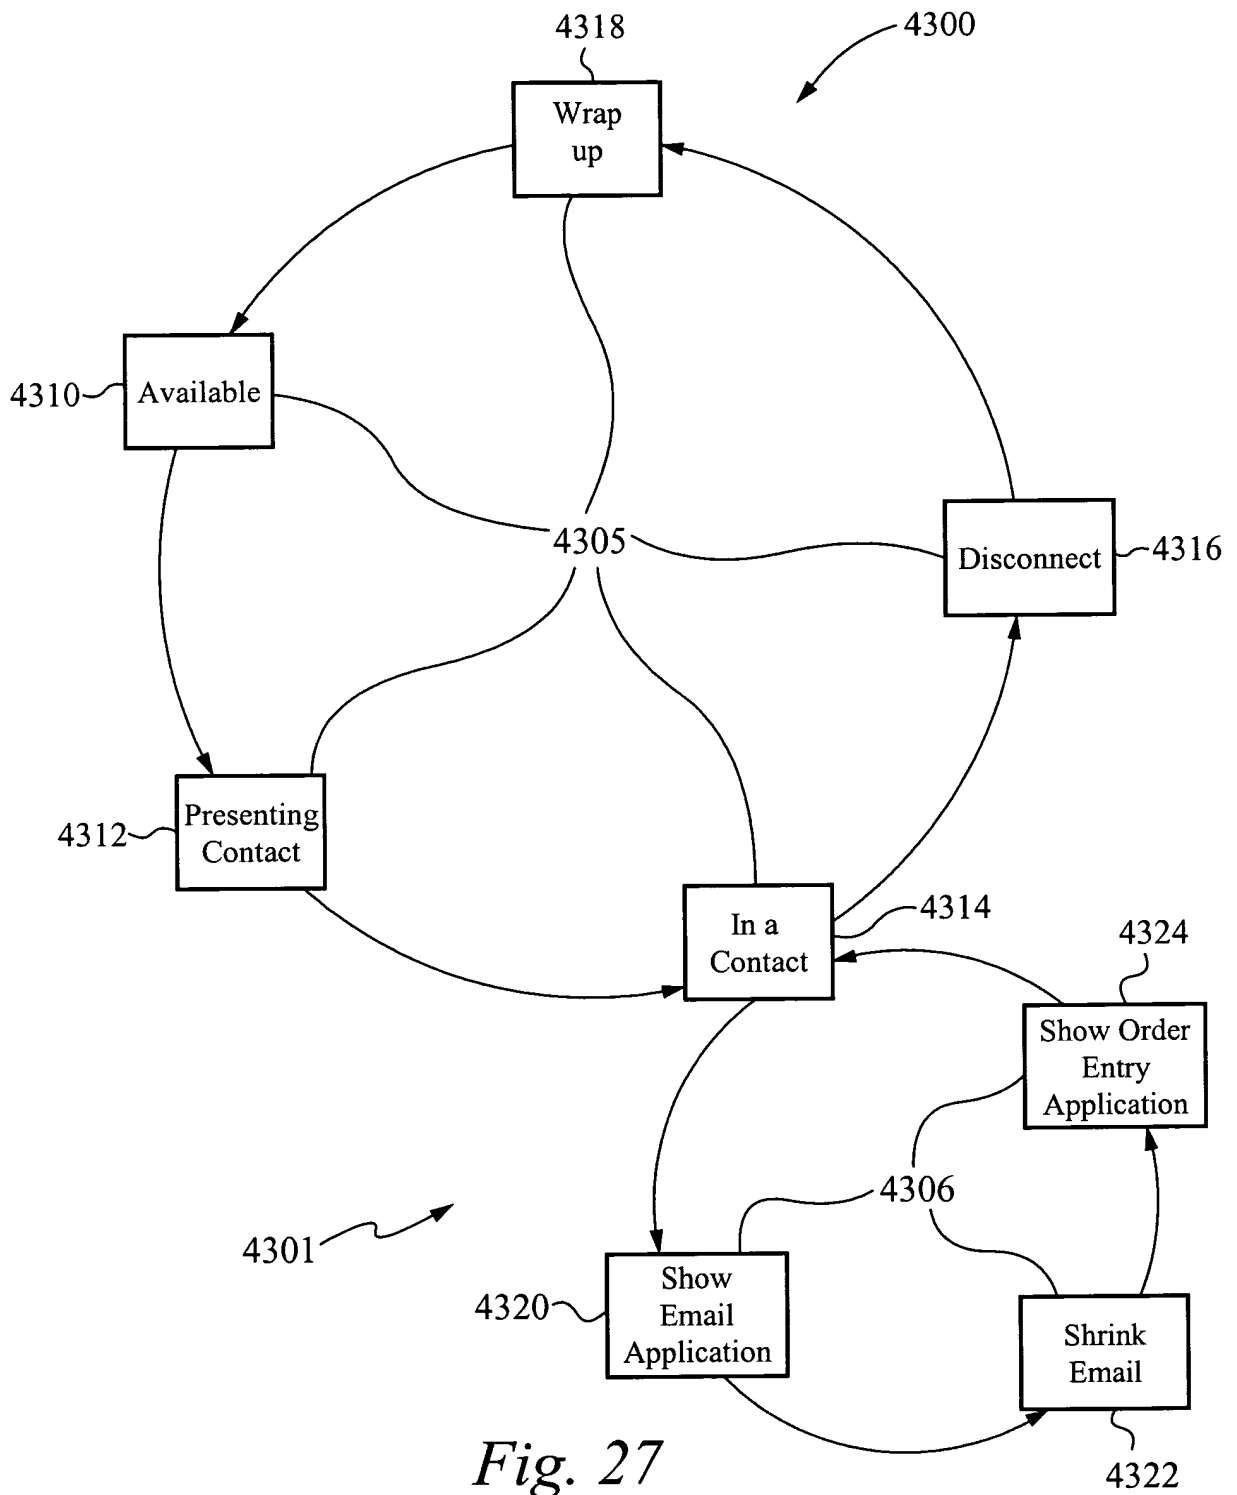 4318
4300
Wrap
up
4310
Available
4305
Disconnect
4316
4312
Presenting
Contact
In a
Contact
4314
4324
Show Order
Entry
Application
4306
4301
4320
Show
Email
Application
Shrink
Email
4322
Fig. 27